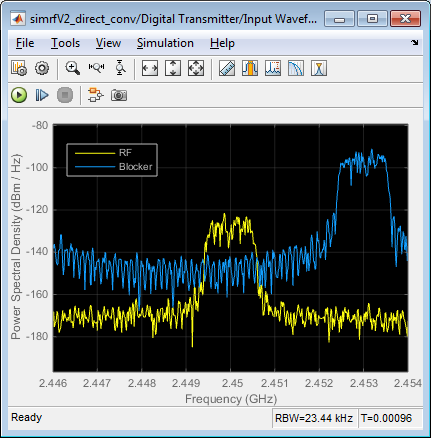 simrfV2_direct_conv/Digital Transmitter/Input Wavef...
File Tools View Simulation Help
-80
RF
Blocker
-100
-120
-140
-160
-180
Power Spectral Density (dBm / Hz)
2.446 2.447 2.448 2.449 2.45 2.451 2.452 2.453 2.454
Frequency (GHz)
Ready RBW=23.44 kHz T=0.00096